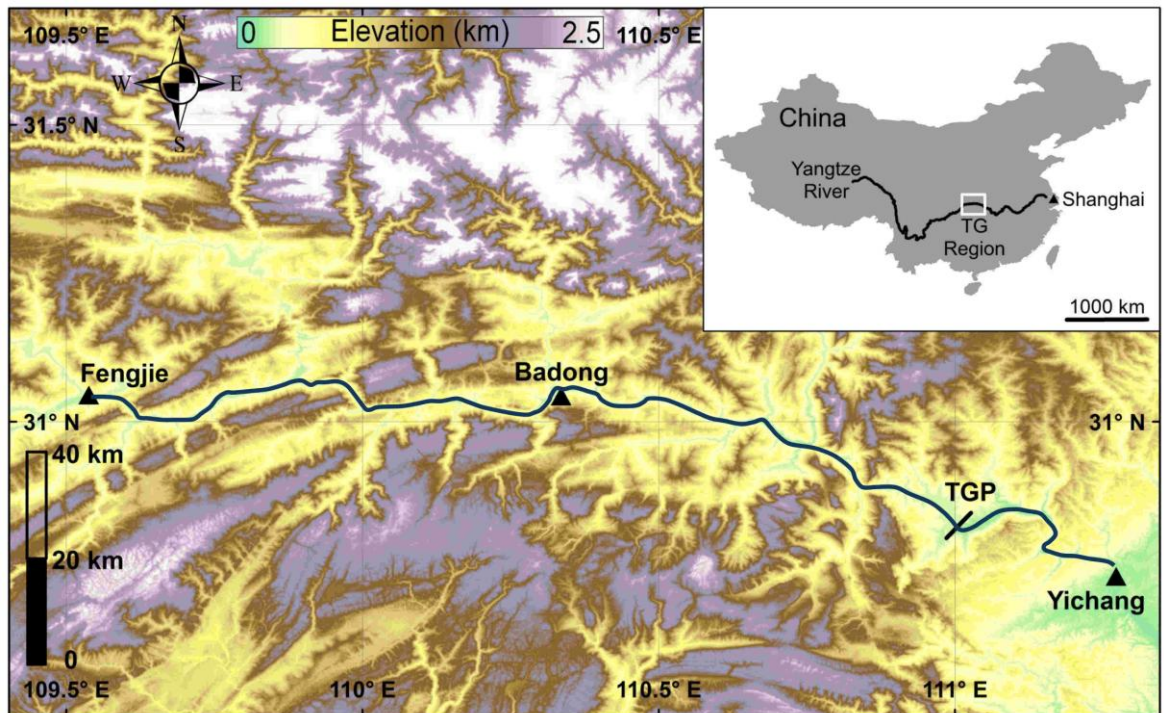 109.5° E
N
W
E
S
0 Elevation (km) 2.5
110.5° E
31.5° N
China
Yangtze
River
Shanghai
TG
Region
1000 km
Fengjie
Badong
31° N
31° N
40 km
TGP
20 km
Yichang
0
109.5° E
110° E
110.5° E
111° E